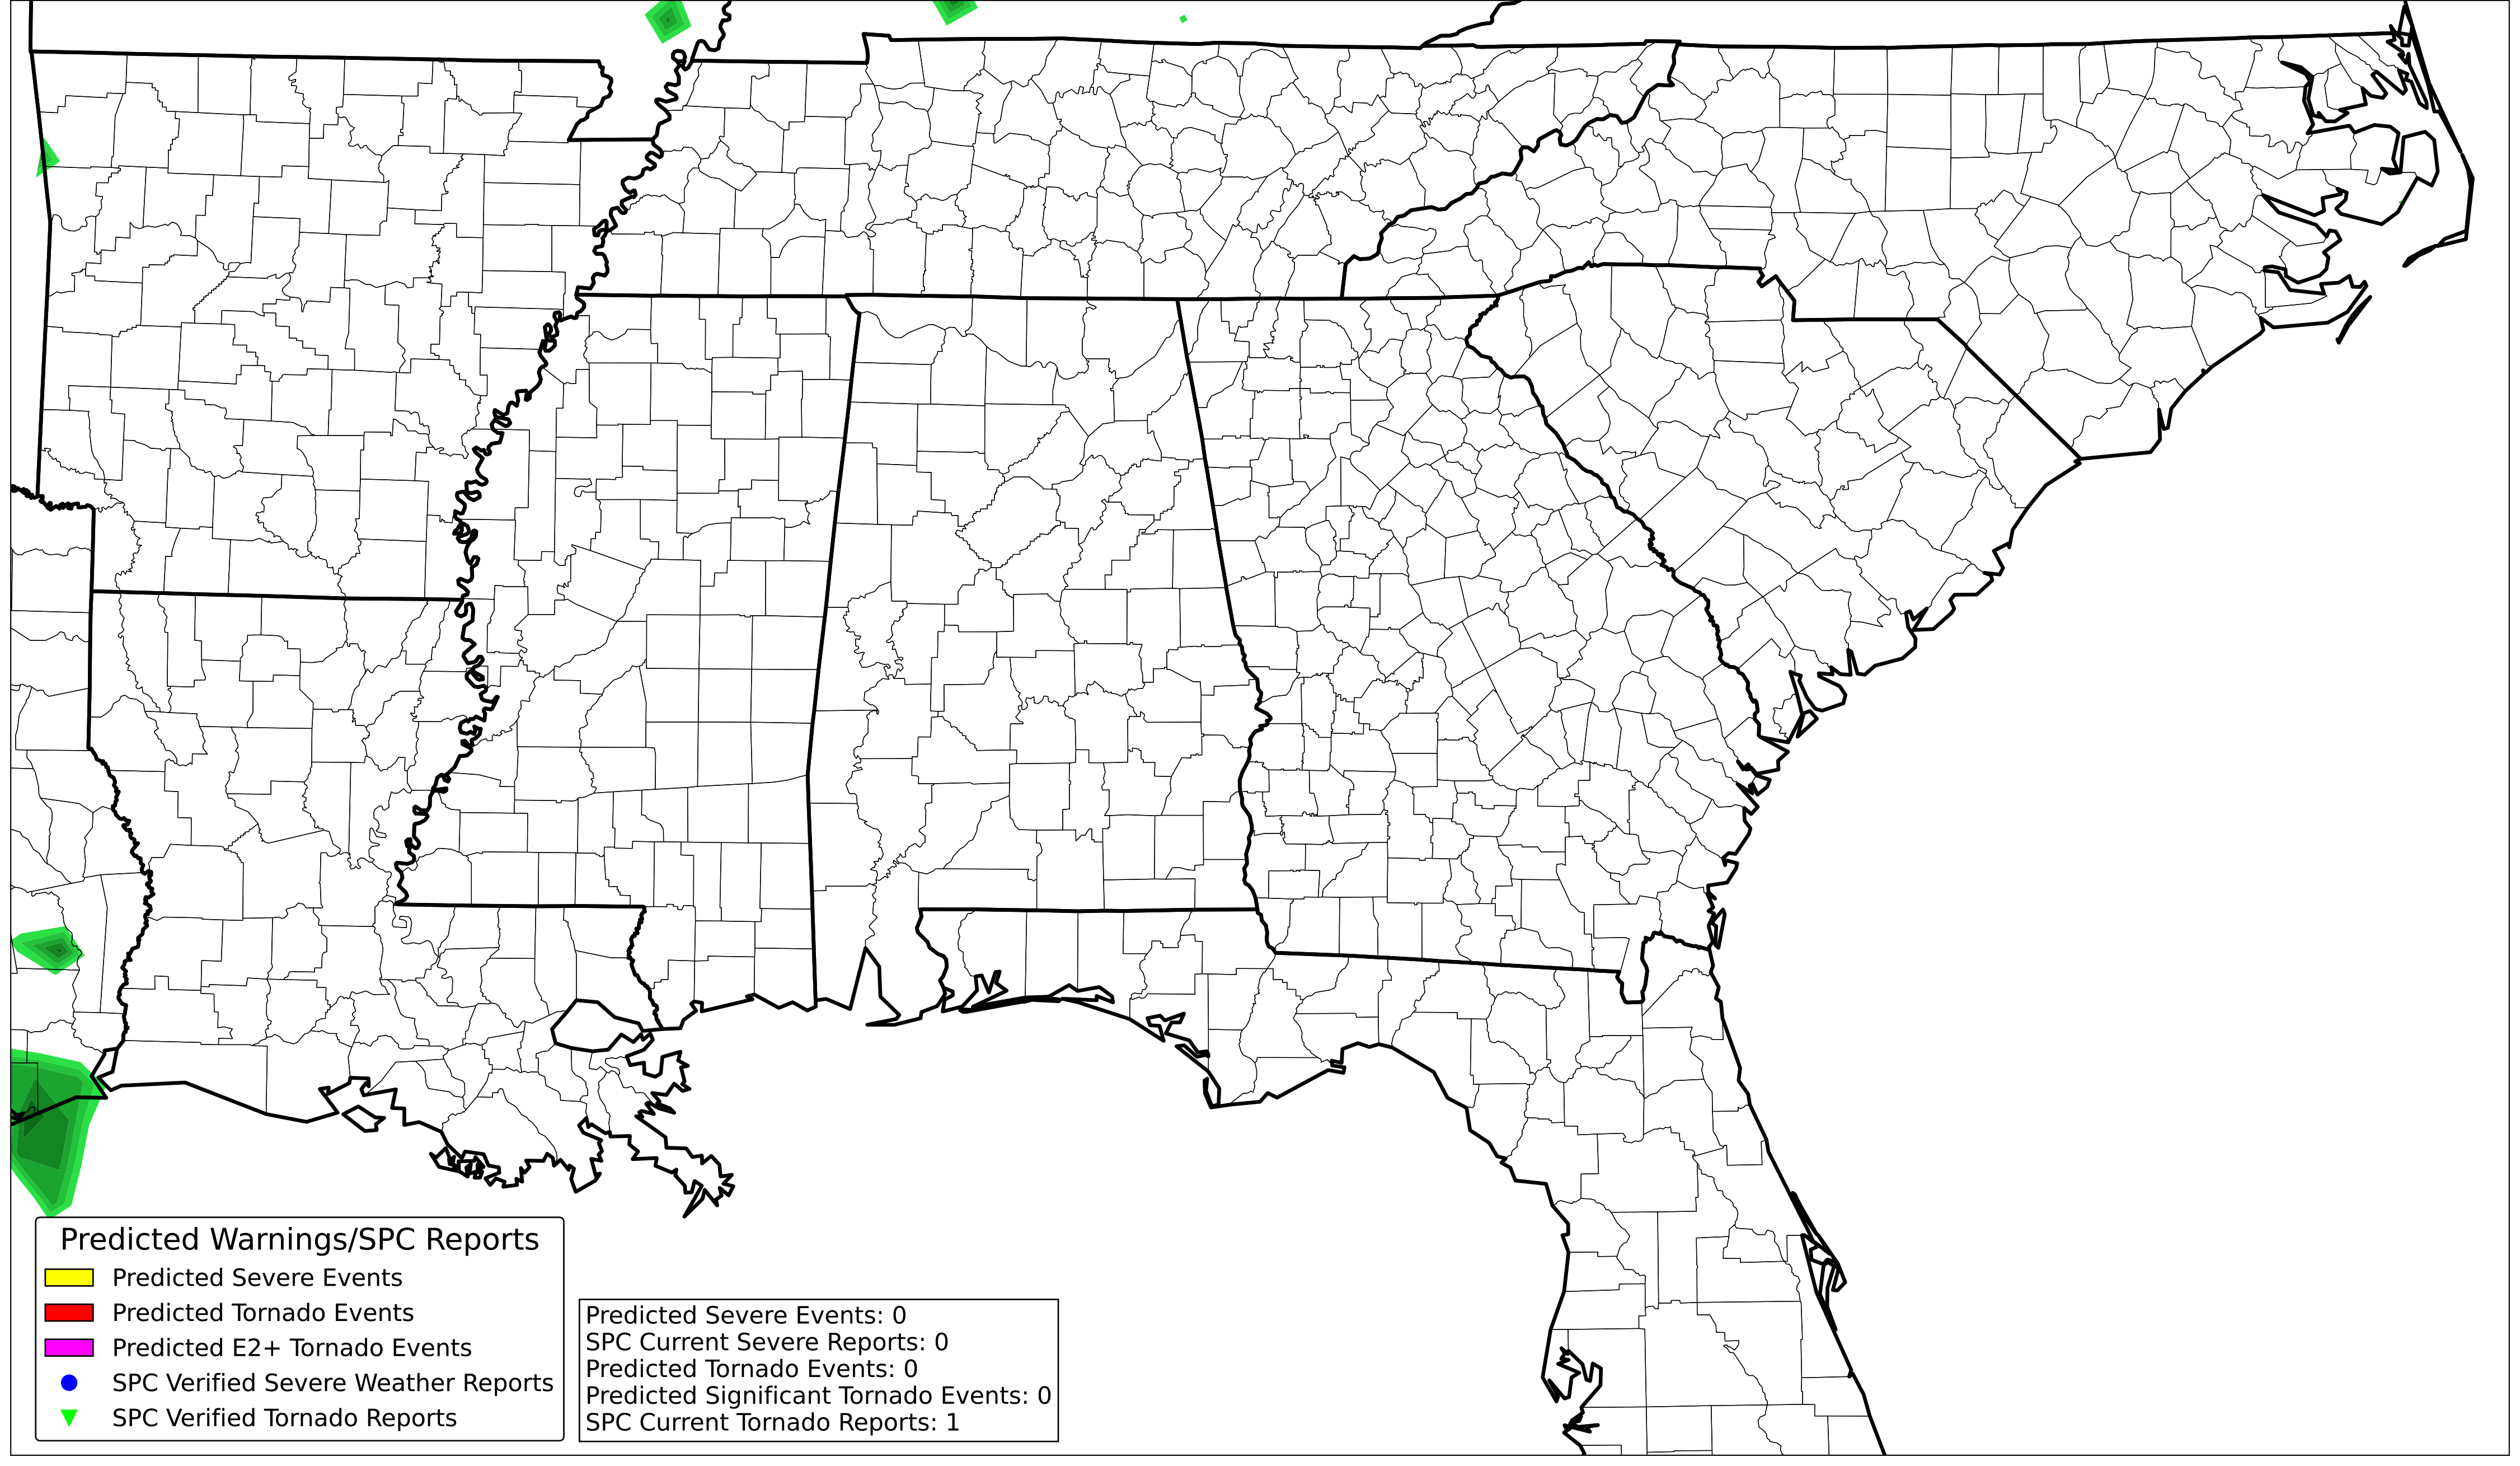 Predicted Warnings/SPC Reports
Predicted Severe Events
Predicted Tornado Events
Predicted E2+ Tornado Events
SPC Verified Severe Weather Reports
SPC Verified Tornado Reports
Predicted Severe Events: 0
SPC Current Severe Reports: 0
Predicted Tornado Events: 0
Predicted Significant Tornado Events: 0
SPC Current Tornado Reports: 1